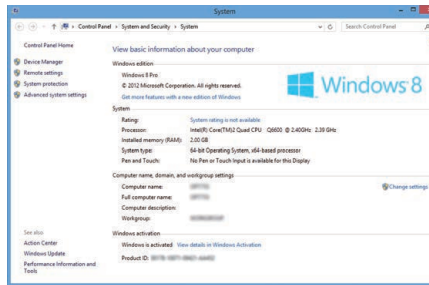 System
Control Panel › System and Security › System
Search Control Panel
Control Panel Home
Device Manager
Remote settings
System protection
Advanced system settings
View basic information about your computer
Windows edition
Windows 8 Pro
© 2012 Microsoft Corporation. All rights reserved.
Get more features with a new edition of Windows
Windows 8
System
Rating: System rating is not available
Processor: Intel(R) Core(TM)2 Quad CPU Q6600 @ 2.40GHz 2.39 GHz
Installed memory (RAM): 2.00 GB
System type: 64-bit Operating System, x64-based processor
Pen and Touch: No Pen or Touch Input is available for this Display
Computer name, domain, and workgroup settings
Computer name:
Change settings
Full computer name:
Computer description:
Workgroup:
Windows activation
Windows is activated View details in Windows Activation
Product ID:
See also
Action Center
Windows Update
Performance Information and
Tools